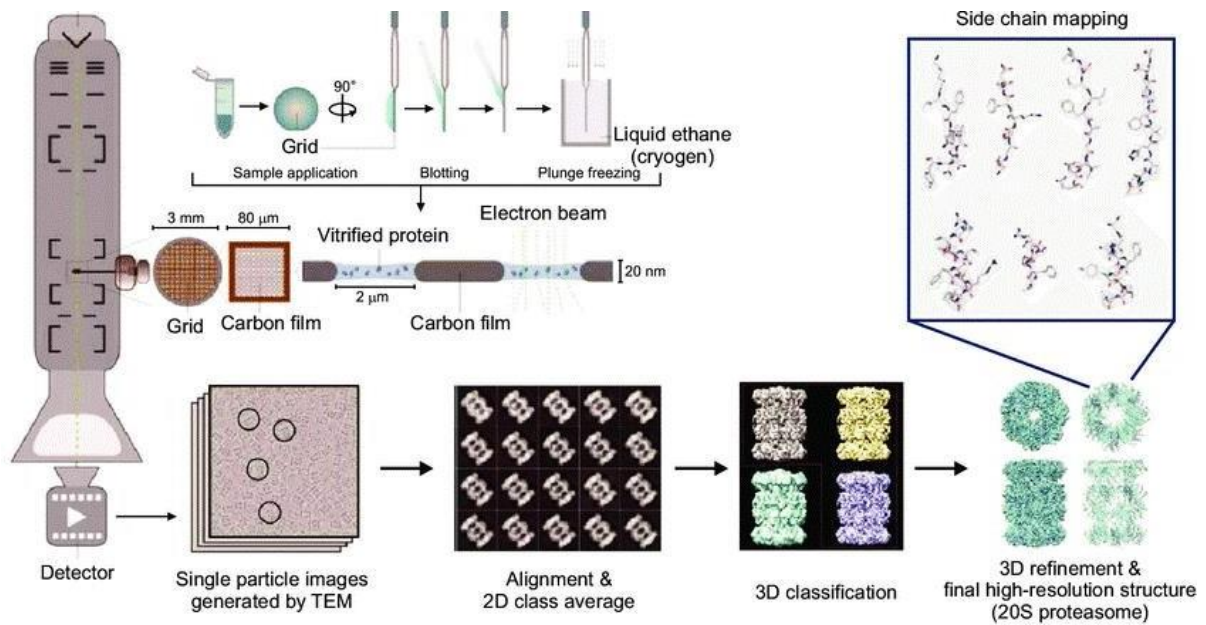 Side chain mapping
90°
Grid
Liquid ethane
(cryogen)
Sample application
Blotting
Plunge freezing
3 mm
80 μm
Vitrified protein
Electron beam
20 nm
2 μm
Grid
Carbon film
Carbon film
Detector
Single particle images
generated by TEM
Alignment &
2D class average
3D classification
3D refinement &
final high-resolution structure
(20S proteasome)